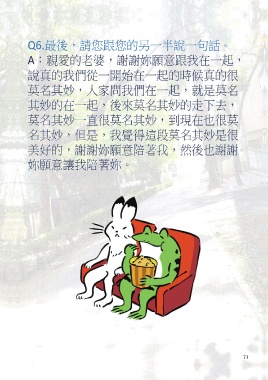 Q6.最後，請您跟您的另一半說一句話。
A：親愛的老婆，謝謝妳願意跟我在一起，
說真的我們從一開始在一起的時候真的很
莫名其妙，人家問我們在一起，就是莫名
其妙的在一起，後來莫名其妙的走下去，
莫名其妙一直很莫名其妙，到現在也很莫
名其妙，但是，我覺得這段莫名其妙是很
美好的，謝謝妳願意陪著我，然後也謝謝
妳願意讓我陪著妳。
73